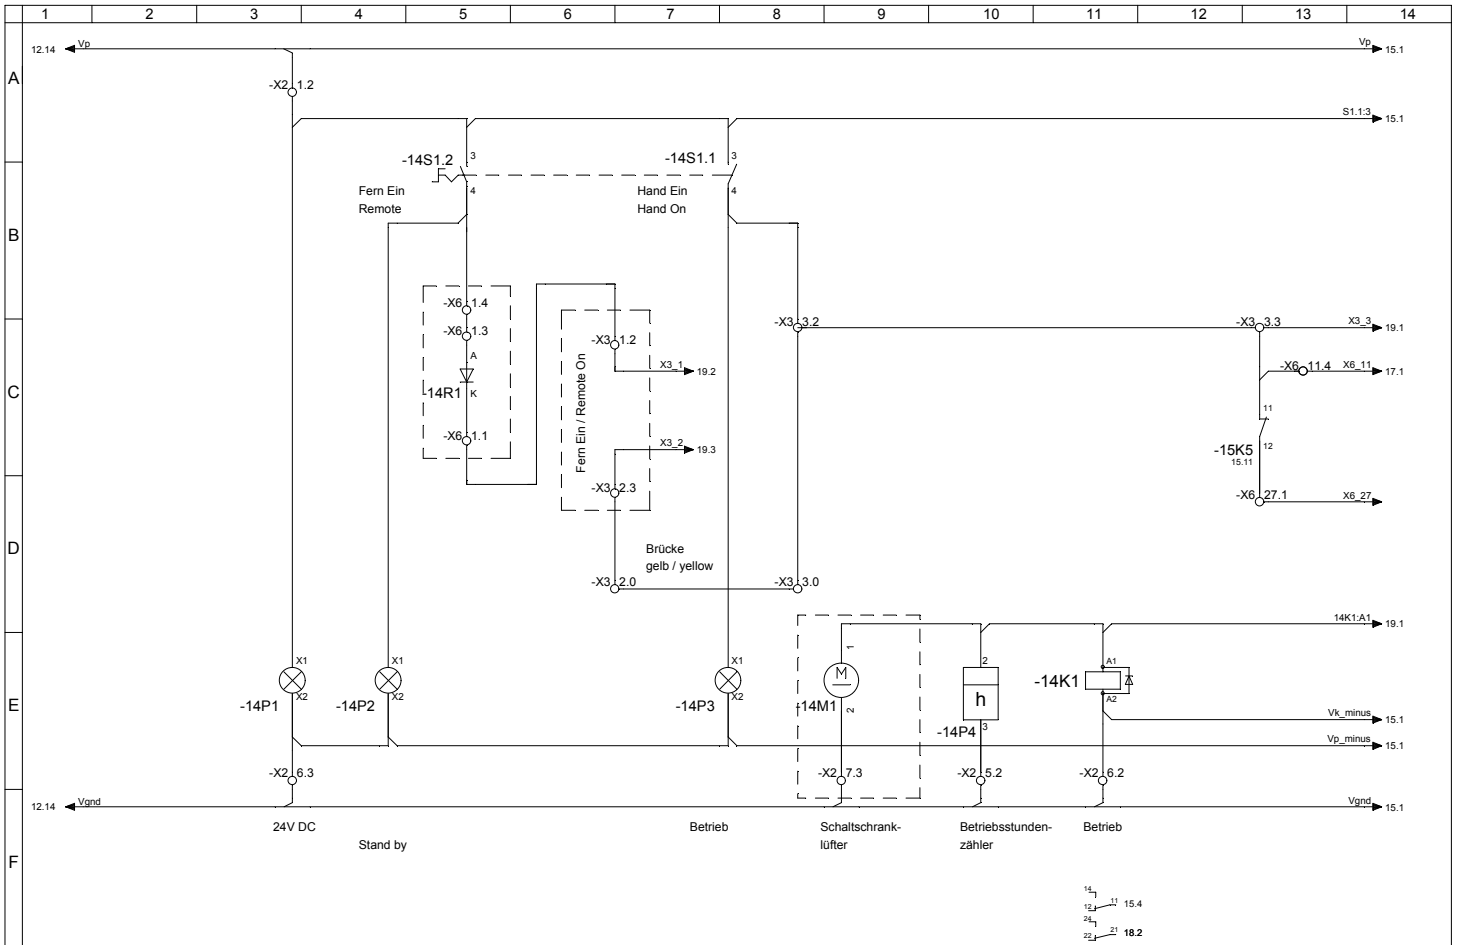 1 2 3 4 5 6 7 8 9 10 11 12 13 14
A
12.14 Vp
Vp 15.1
-X2 1.2
S1.1:3 15.1
-14S1.2 3
4
-14S1.1 3
4
Fern Ein
Remote
Hand Ein
Hand On
B
-X6 1.4
-X6 1.3
A
-14R1 K
-X6 1.1
-X3 1.2
X3_1 19.2
Fern Ein / Remote On
X3_2 19.3
-X3 2.3
-X3 3.2
-X3 3.3
X3_3 19.1
C
-X6 11.4
X6_11 17.1
11
-15K5 12
15.11
-X6 27.1
X6_27
D
Brücke
gelb / yellow
-X3 2.0
-X3 3.0
14K1:A1 19.1
E
X1
-14P1 X2
X1
-14P2 X2
X1
-14P3 X2
1
M
-14M1
2
2
h
-14P4 3
A1
-14K1
A2
Vk_minus 15.1
Vp_minus 15.1
-X2 6.3
-X2 7.3
-X2 5.2
-X2 6.2
12.14 Vgnd
Vgnd 15.1
F
24V DC
Stand by
Betrieb
Schaltschrank-
lüfter
Betriebsstunden-
zähler
Betrieb
14
12 11 15.4
24
22 21 18.2